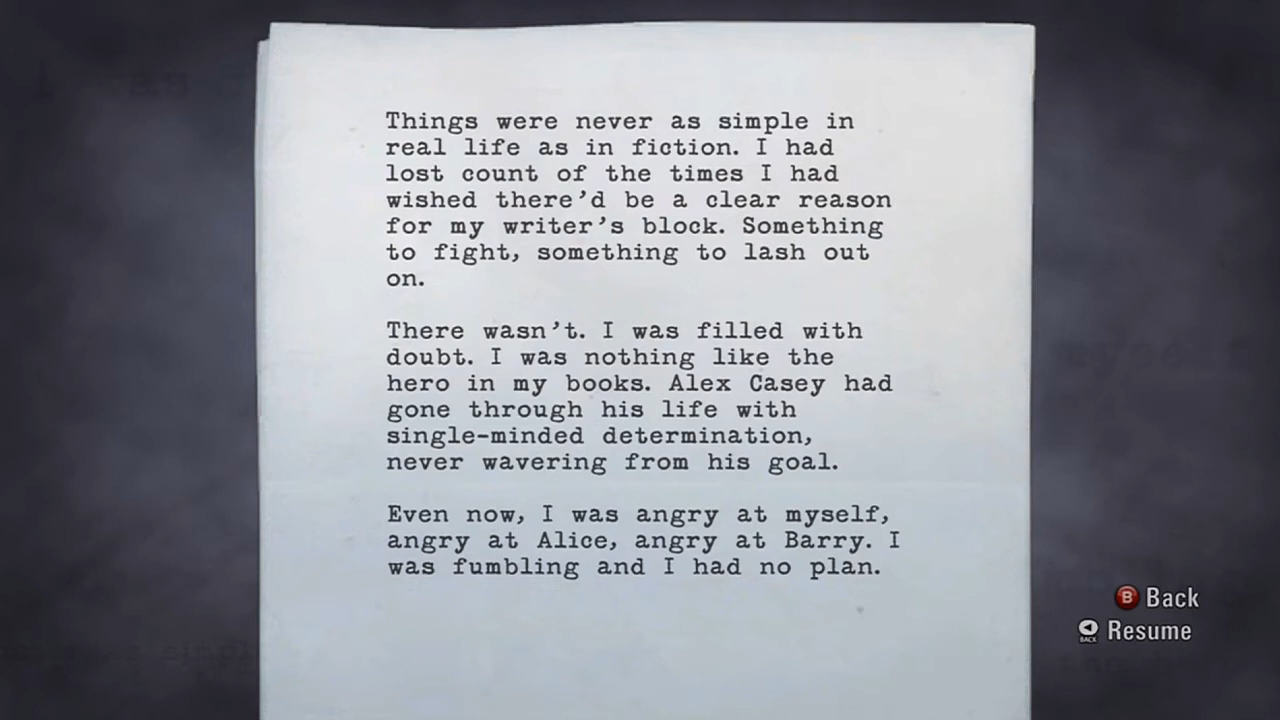 Things were never as simple in
real life as in fiction. I had
lost count of the times I had
wished there’d be a clear reason
for my writer’s block. Something
to fight, something to lash out
on.
There wasn’t. I was filled with
doubt. I was nothing like the
hero in my books. Alex Casey had
gone through his life with
single-minded determination,
never wavering from his goal.
Even now, I was angry at myself,
angry at Alice, angry at Barry. I
was fumbling and I had no plan.
B Back
BACK Resume